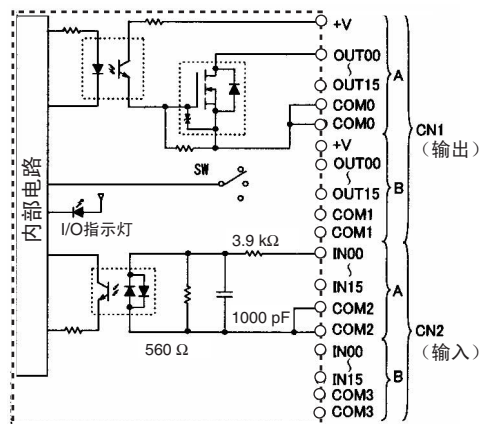 +V
OUT00
~
OUT15
COM0
COM0
A
CN1
(输出)
+V
OUT00
~
OUT15
COM1
COM1
B
SW
内部电路
I/O指示灯
3.9 kΩ
1000 pF
560 Ω
IN00
~
IN15
COM2
COM2
A
CN2
(输入)
IN00
~
IN15
COM3
COM3
B